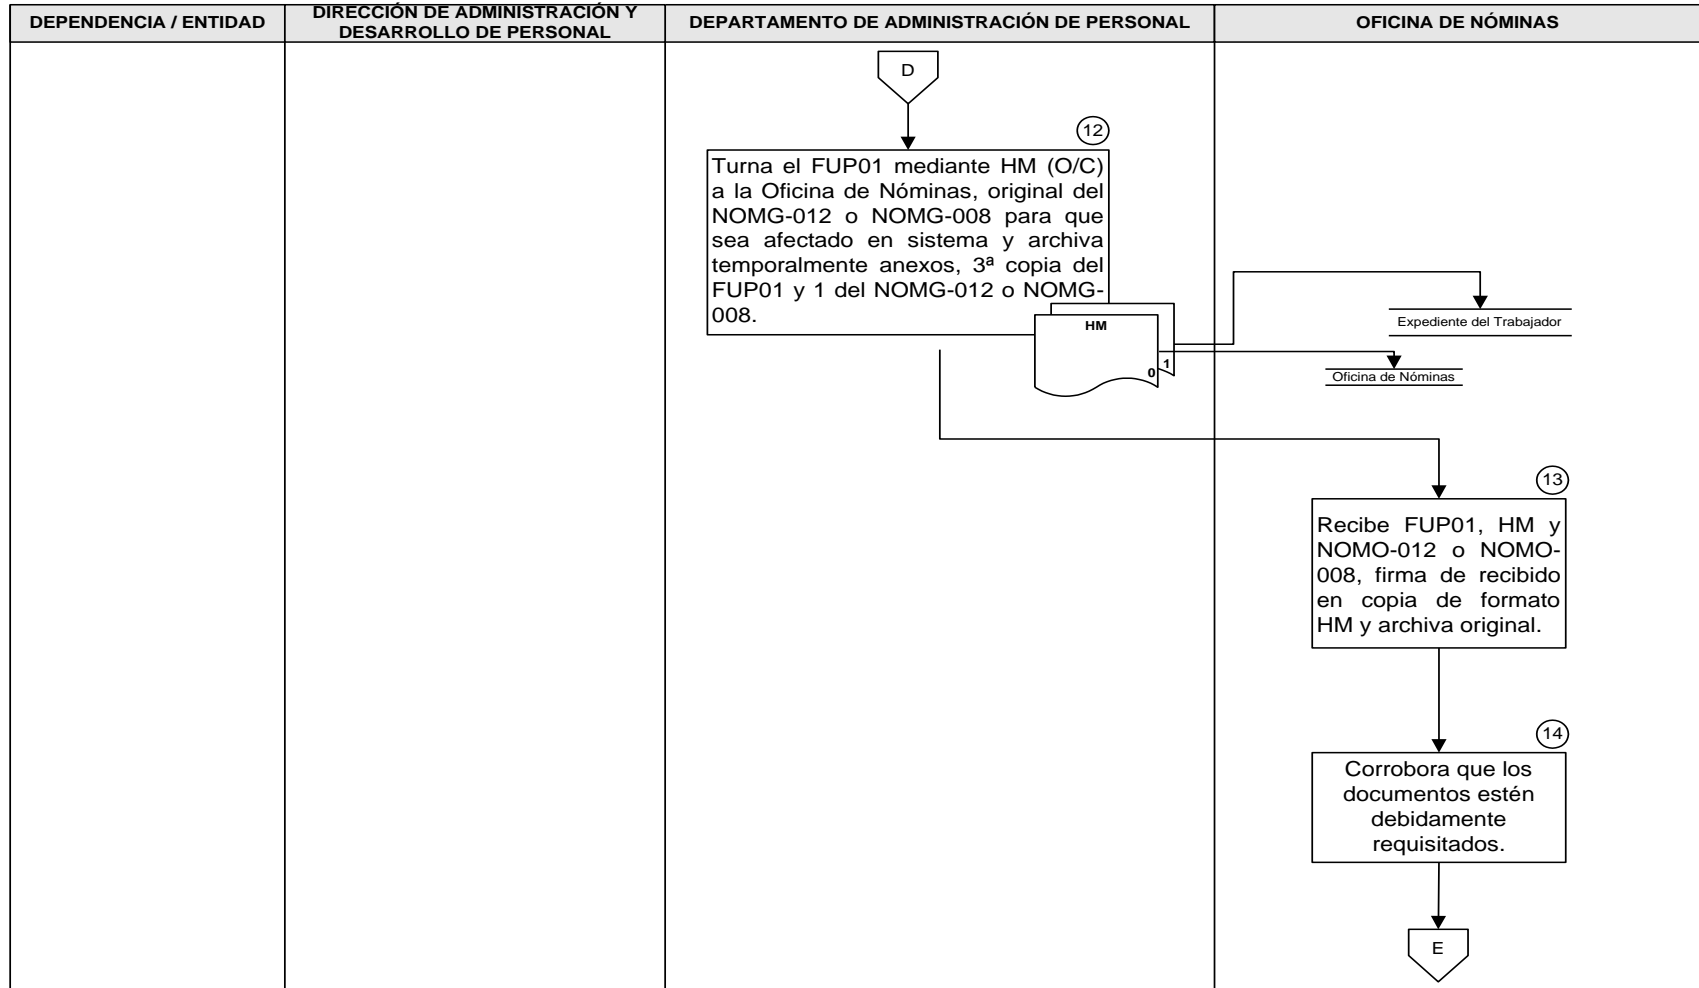 DEPENDENCIA / ENTIDAD
DIRECCIÓN DE ADMINISTRACIÓN Y
DESARROLLO DE PERSONAL
DEPARTAMENTO DE ADMINISTRACIÓN DE PERSONAL
OFICINA DE NÓMINAS
D
12
Turna el FUP01 mediante HM (O/C)
a la Oficina de Nóminas, original del
NOMG-012 o NOMG-008 para que
sea afectado en sistema y archiva
temporalmente anexos, 3ª copia del
FUP01 y 1 del NOMG-012 o NOMG-
008.
HM
0
1
Expediente del Trabajador
Oficina de Nóminas
13
Recibe FUP01, HM y
NOMO-012 o NOMO-
008, firma de recibido
en copia de formato
HM y archiva original.
14
Corrobora que los
documentos estén
debidamente
requisitados.
E